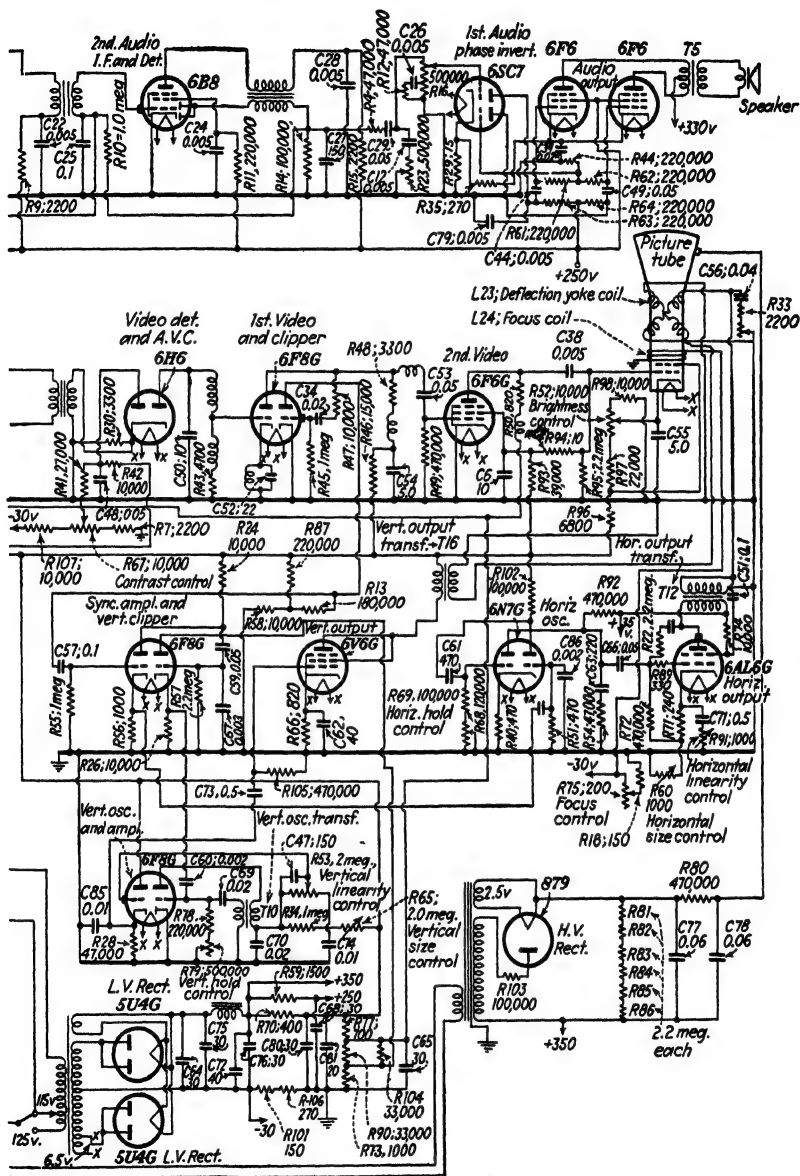 2nd. Audio
I.F. and Det.
6B8
C28
0.005
C26
0.005
R4; 47,000
R12; 47,000
1st. Audio
phase invert.
6SC7
500000
R16
6F6
6F6
Audio
output
T5
Speaker
+330v
C22
0.005
C25
0.1
R10=1.0 meg
C24
0.005
R11, 220,000
R14; 100,000
C29
0.05
R23, 500,000
R9; 2200
R35; 270
C79; 0.005
C44; 0.005
R61; 220,000
R44; 220,000
R62; 220,000
C49; 0.05
R64; 220,000
R63; 220,000
+250v
Picture
tube
C56; 0.04
R33
2200
L23; Deflection yoke coil
L24; Focus coil
Video det.
and A.V.C.
6H6
1st. Video
and clipper
6F8G
R48; 3300
C53
0.05
2nd. Video
6F6G
C38
0.005
R30; 3300
R41; 27,000
R42
10,000
C50; 10
R43; 4700
C34
0.02
C52; 22
R45, 1 meg
R47; 10,000
R46; 15,000
C54
5.0
R49; 470,000
C6
10
R50, 820
R52, 10,000
Brightness
control
R98, 10,000
R94; 10
R93
39,000
R95; 2.2 meg
R97
22,000
C55
5.0
R96
6800
-30v
C48; 005
R7; 2200
R107;
10,000
R67; 10,000
Contrast control
R24
10,000
R87
220,000
Vert. output
transf.→T16
Hor. output
transf.
T12
C51; 0.1
Sync. ampl. and
vert. clipper
6F8G
R13
180,000
R58; 10,000
Vert. output
6V6G
R102
100,000
6N7G
Horiz
osc.
R92
470,000
R22, 2.2 meg.
R74
10,000
C57; 0.1
R55; 1 meg
R56; 1000
R57
2.2 meg
C59; 0.05
R66; 820
C62,
40
C61
470
R69, 100,000
Horiz. hold
control
R68, 120,000
R40; 470
C86
0.002
R51; 470
C63; 220
R54; 47,000
C66; 0.05
R89
R72
470,000
6AL6G
Horiz.
output
C71; 0.5
R91; 1000
R26; 10,000
C73, 0.5
R105; 470,000
-30v
R75; 200
Focus
control
R18; 150
R60
1000
Horizontal
size control
Horizontal
linearity
control
Vert. osc.
and ampl.
6F8G
C60; 0.002
Vert. osc. transf.
C47; 150
R53, 2 meg.,
Vertical
linearity
control
C69
0.02
T10
C85
0.01
R28
47,000
R78
220,000
R79; 500,000
Vert. hold
control
C70
0.02
R34, 1 meg
C74
0.01
R65;
2.0 meg.
Vertical
size
control
2.5v
879
H.V.
Rect.
R103
100,000
+350
R80
470,000
R81
R82
R83
R84
R85
R86
2.2 meg.
each
C77
0.06
C78
0.06
L.V. Rect.
5U4G
R59; 1500
+350
+250
R70; 400
C75
30
C64
30
C72
40
C76; 30
C80; 30
C65
30
R106
270
R101
150
-30
R104
33,000
R90; 33,000
R73, 1000
115v
125v.
6.5v.
5U4G L.V. Rect.
X